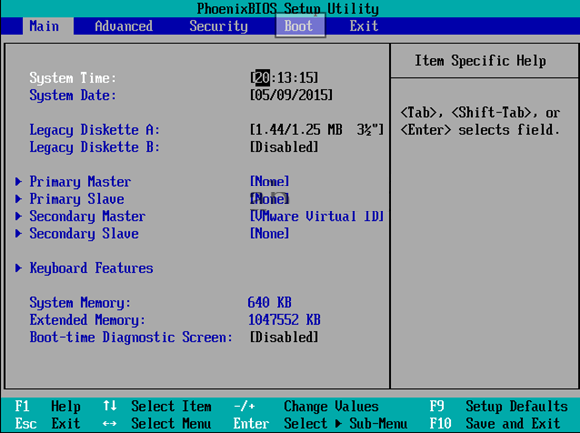 PhoenixBIOS Setup Utility
Main Advanced Security Boot Exit
Item Specific Help
System Time: [20:13:15]
System Date: [05/09/2015]
<Tab>, <Shift-Tab>, or
<Enter> selects field.
Legacy Diskette A: [1.44/1.25 MB 3½"]
Legacy Diskette B: [Disabled]
Primary Master [None]
Primary Slave [None]
Secondary Master [VMware Virtual ID]
Secondary Slave [None]
Keyboard Features
System Memory: 640 KB
Extended Memory: 1047552 KB
Boot-time Diagnostic Screen: [Disabled]
F1 Help ↑↓ Select Item -/+ Change Values F9 Setup Defaults
Esc Exit ↔ Select Menu Enter Select ▶ Sub-Menu F10 Save and Exit